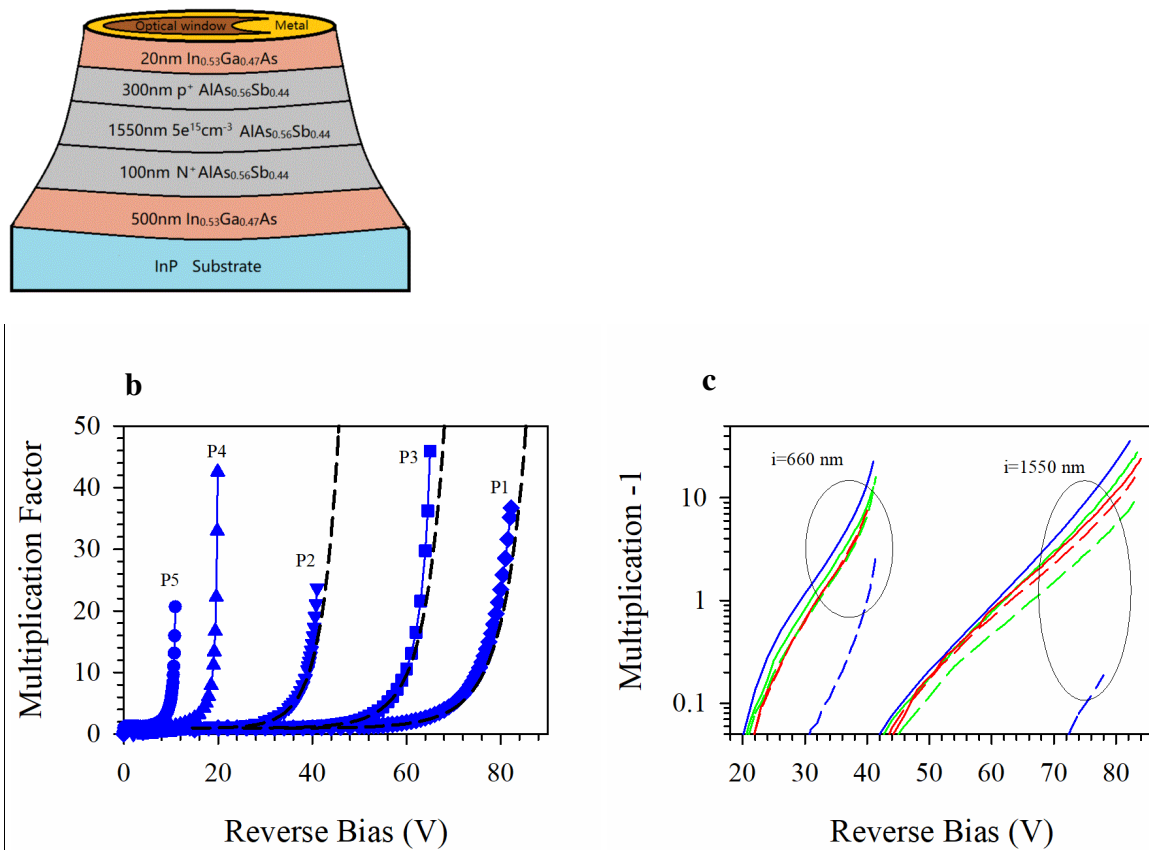 Optical window Metal
20nm In0.53Ga0.47As
300nm p+ AlAs0.56Sb0.44
1550nm 5e15cm-3 AlAs0.56Sb0.44
100nm N+ AlAs0.56Sb0.44
500nm In0.53Ga0.47As
InP Substrate
b
Multiplication Factor
50
40
30
20
10
0
P5
P4
P2
P3
P1
0 20 40 60 80
Reverse Bias (V)
c
Multiplication -1
10
1
0.1
i=660 nm
i=1550 nm
20 30 40 50 60 70 80
Reverse Bias (V)